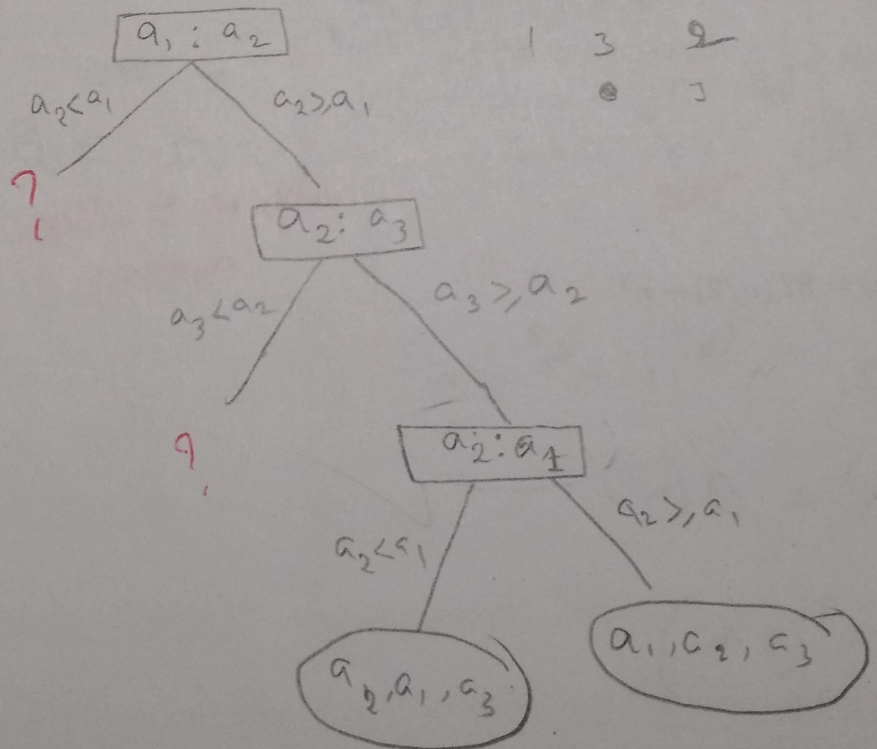 a₁ : a₂
1 3 2
3
a₂<a₁
a₂≥a₁
?
a₂: a₃
a₃<a₂
a₃≥a₂
?
a₂:a₁
a₂<a₁
a₂≥a₁
a₂,a₁,a₃
a₁,a₂,a₃